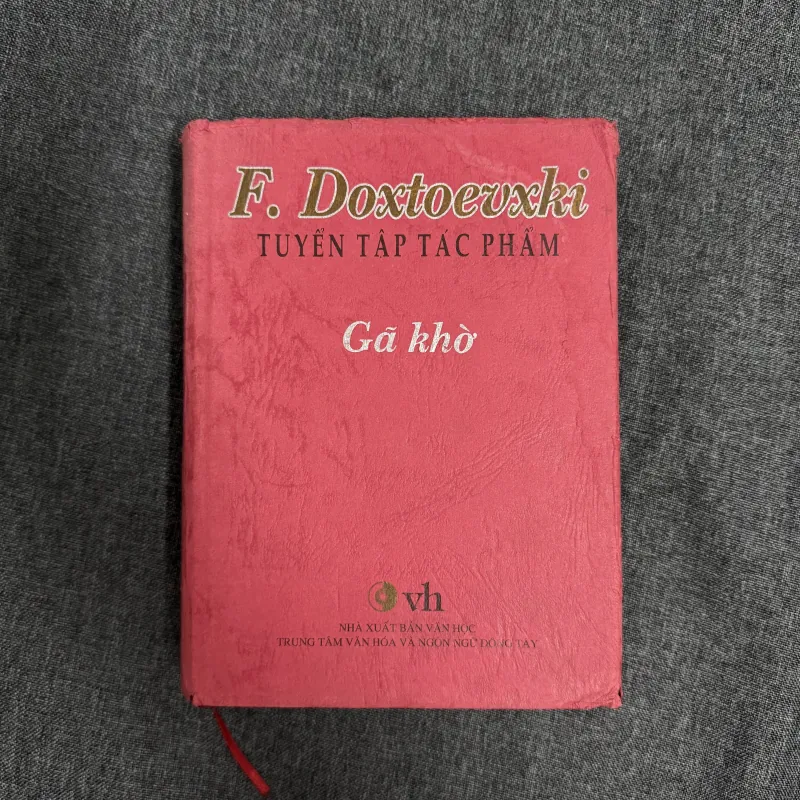 F. Doxtoevxki
TUYỂN TẬP TÁC PHẨM
Gã khờ
vh
NHÀ XUẤT BẢN VĂN HỌC
TRUNG TÂM VĂN HÓA VÀ NGÔN NGỮ ĐÔNG TÂY